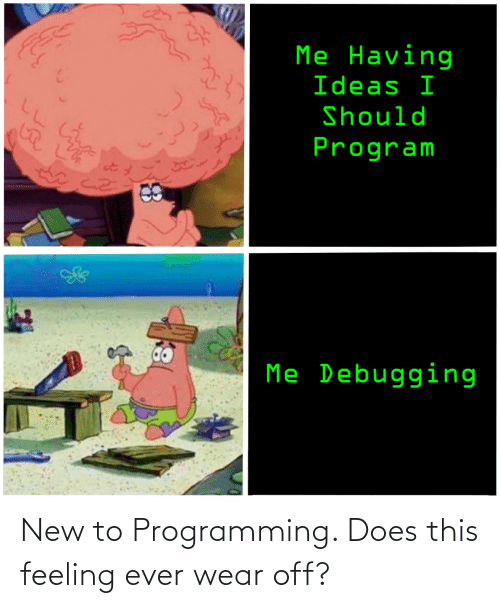 Me Having
Ideas I
Should
Program
Me Debugging
New to Programming. Does this
feeling ever wear off?